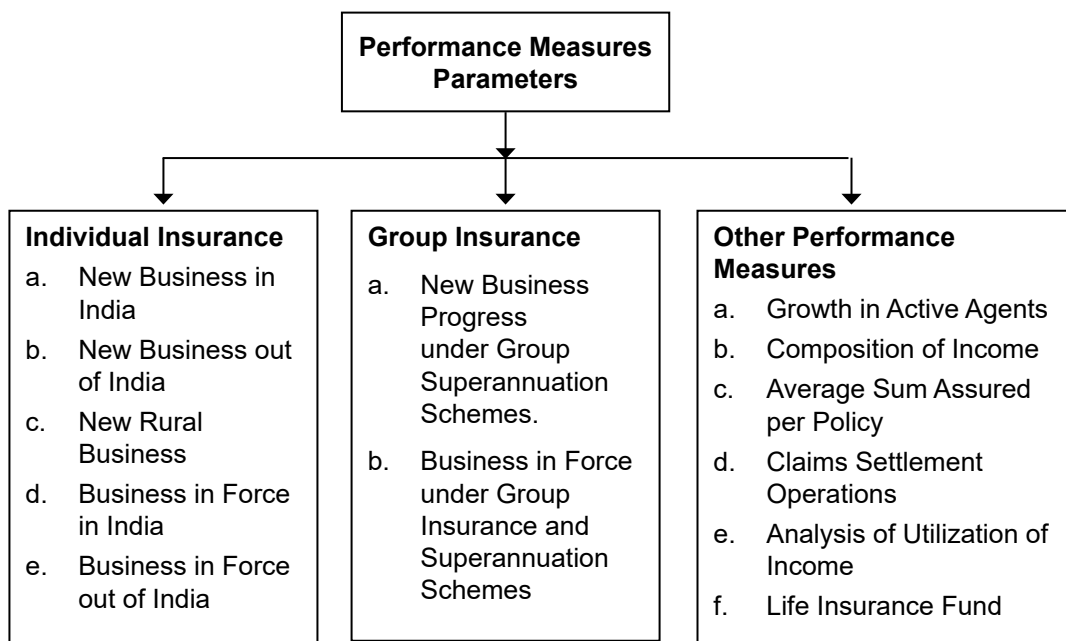 Performance Measures
Parameters
Individual Insurance
a. New Business in
India
b. New Business out
of India
c. New Rural
Business
d. Business in Force
in India
e. Business in Force
out of India
Group Insurance
a. New Business
Progress
under Group
Superannuation
Schemes.
b. Business in Force
under Group
Insurance and
Superannuation
Schemes
Other Performance
Measures
a. Growth in Active Agents
b. Composition of Income
c. Average Sum Assured
per Policy
d. Claims Settlement
Operations
e. Analysis of Utilization of
Income
f. Life Insurance Fund